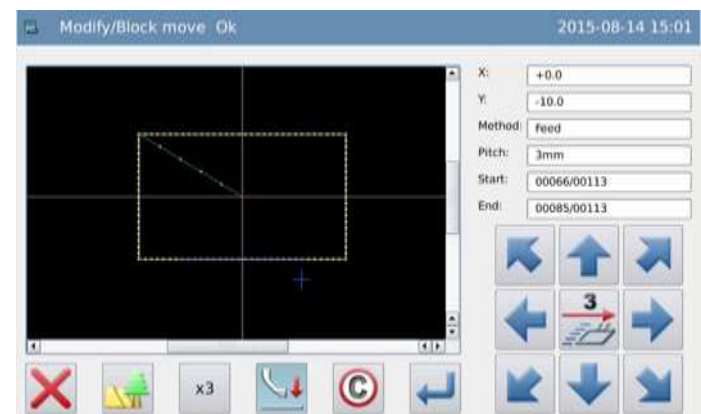 Modify/Block move Ok 2015-08-14 15:01
X: +0.0
Y: -10.0
Method: feed
Pitch: 3mm
Start: 00066/00113
End: 00085/00113
3
x3
C